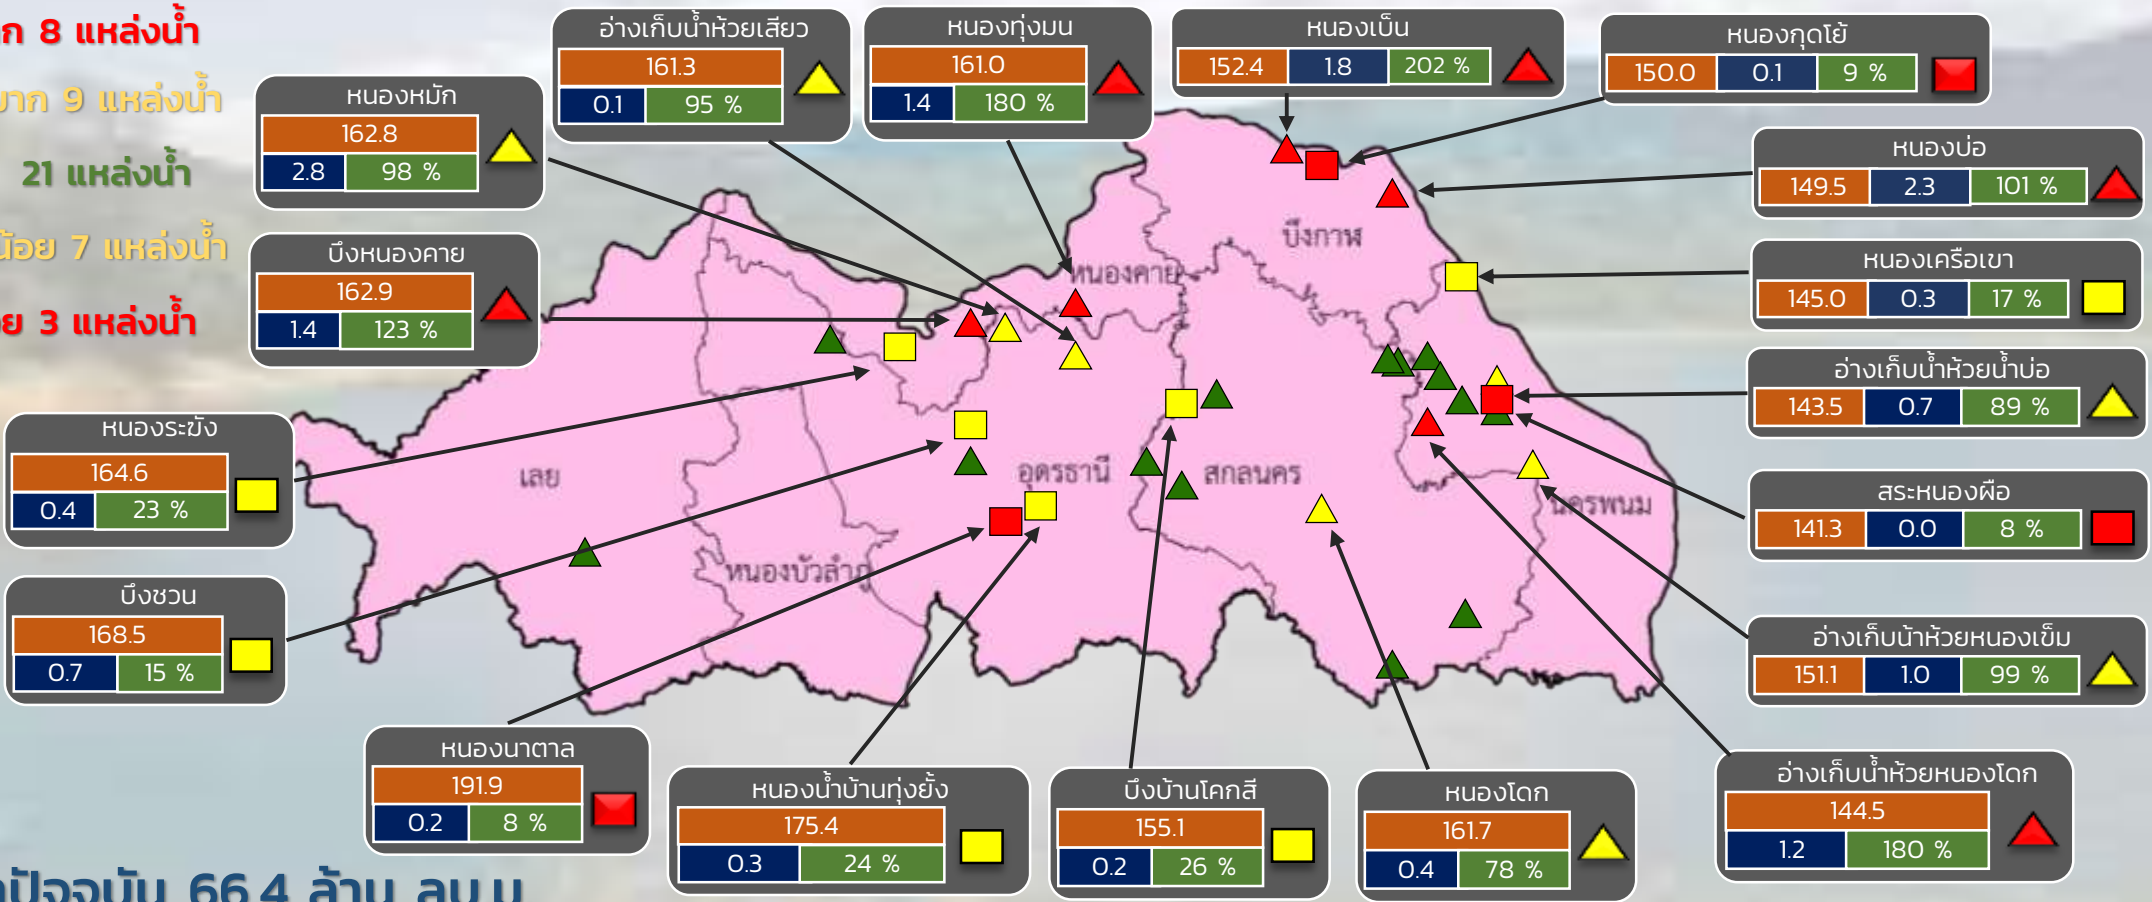 8 แหล่งน้ำ
9 แหล่งน้ำ
21 แหล่งน้ำ
7 แหล่งน้ำ
3 แหล่งน้ำ
หนองหมัก
162.8
2.8 98 %
อ่างเก็บน้ำห้วยเสียว
161.3
0.1 95 %
หนองทุ่งมน
161.0
1.4 180 %
หนองเบ็น
152.4 1.8 202 %
หนองกุดโย้
150.0 0.1 9 %
บึงหนองคาย
162.9
1.4 123 %
หนองบ่อ
149.5 2.3 101 %
หนองเครือเขา
145.0 0.3 17 %
อ่างเก็บน้ำห้วยน้ำบ่อ
143.5 0.7 89 %
หนองระฆัง
164.6
0.4 23 %
สระหนองผือ
141.3 0.0 8 %
บึงชวน
168.5
0.7 15 %
อ่างเก็บน้ำห้วยหนองเข็ม
151.1 1.0 99 %
บึงกาฬ
หนองคาย
เลย
อุดรธานี
สกลนคร
นครพนม
หนองบัวลำภู
หนองนาตาล
191.9
0.2 8 %
หนองน้ำบ้านทุ่งยั้ง
175.4
0.3 24 %
บึงบ้านโคกสี
155.1
0.2 26 %
หนองโดก
161.7
0.4 78 %
อ่างเก็บน้ำห้วยหนองโดก
144.5
1.2 180 %
ปัจจุบัน 66.4 ล้าน ลบ.ม